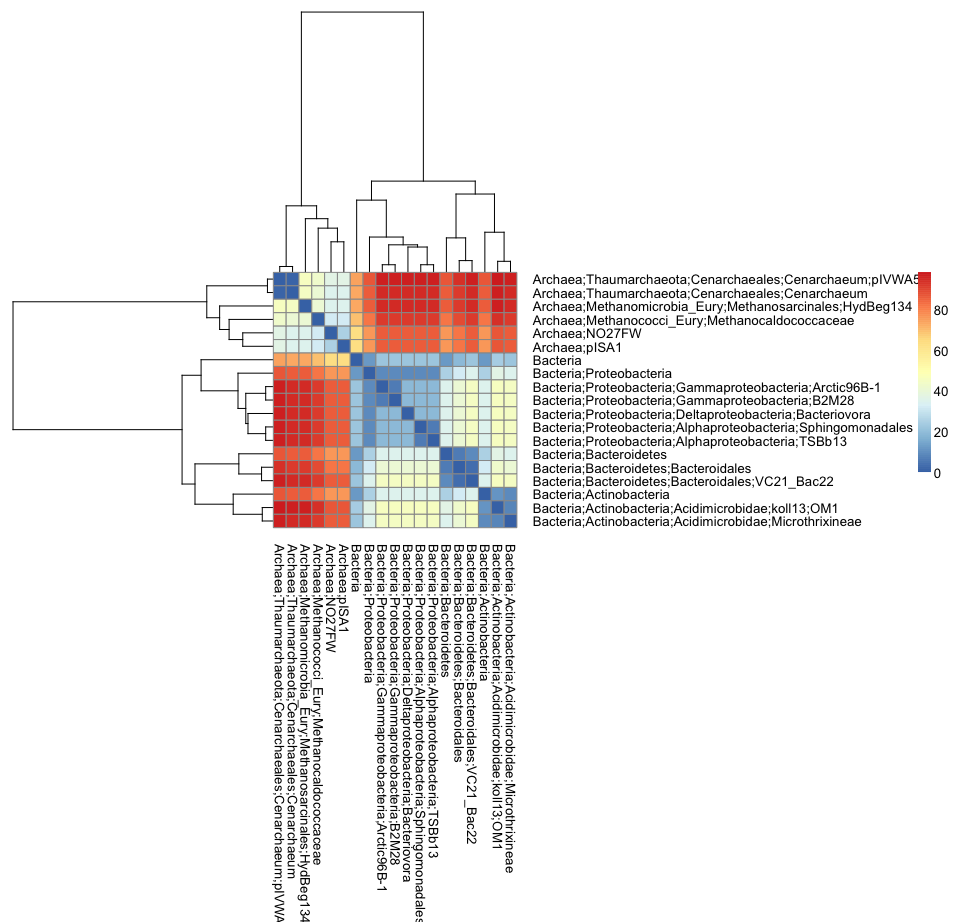 Archaea;Thaumarchaeota;Cenarchaeales;Cenarchaeum;pIVWA5
Archaea;Thaumarchaeota;Cenarchaeales;Cenarchaeum
Archaea;Methanomicrobia_Eury;Methanosarcinales;HydBeg134
Archaea;Methanococci_Eury;Methanocaldococcaceae
Archaea;NO27FW
Archaea;pISA1
Bacteria
Bacteria;Proteobacteria
Bacteria;Proteobacteria;Gammaproteobacteria;Arctic96B-1
Bacteria;Proteobacteria;Gammaproteobacteria;B2M28
Bacteria;Proteobacteria;Deltaproteobacteria;Bacteriovora
Bacteria;Proteobacteria;Alphaproteobacteria;Sphingomonadales
Bacteria;Proteobacteria;Alphaproteobacteria;TSBb13
Bacteria;Bacteroidetes
Bacteria;Bacteroidetes;Bacteroidales
Bacteria;Bacteroidetes;Bacteroidales;VC21_Bac22
Bacteria;Actinobacteria
Bacteria;Actinobacteria;Acidimicrobidae;koll13;OM1
Bacteria;Actinobacteria;Acidimicrobidae;Microthrixineae
80
60
40
20
0
Archaea;Thaumarchaeota;Cenarchaeales;Cenarchaeum;pIVWA
Archaea;Thaumarchaeota;Cenarchaeales;Cenarchaeum
Archaea;Methanomicrobia_Eury;Methanosarcinales;HydBeg134
Archaea;Methanococci_Eury;Methanocaldococcaceae
Archaea;NO27FW
Archaea;pISA1
Bacteria
Bacteria;Proteobacteria
Bacteria;Proteobacteria;Gammaproteobacteria;Arctic96B-1
Bacteria;Proteobacteria;Gammaproteobacteria;B2M28
Bacteria;Proteobacteria;Deltaproteobacteria;Bacteriovora
Bacteria;Proteobacteria;Alphaproteobacteria;Sphingomonadales
Bacteria;Proteobacteria;Alphaproteobacteria;TSBb13
Bacteria;Bacteroidetes
Bacteria;Bacteroidetes;Bacteroidales
Bacteria;Bacteroidetes;Bacteroidales;VC21_Bac22
Bacteria;Actinobacteria
Bacteria;Actinobacteria;Acidimicrobidae;koll13;OM1
Bacteria;Actinobacteria;Acidimicrobidae;Microthrixineae